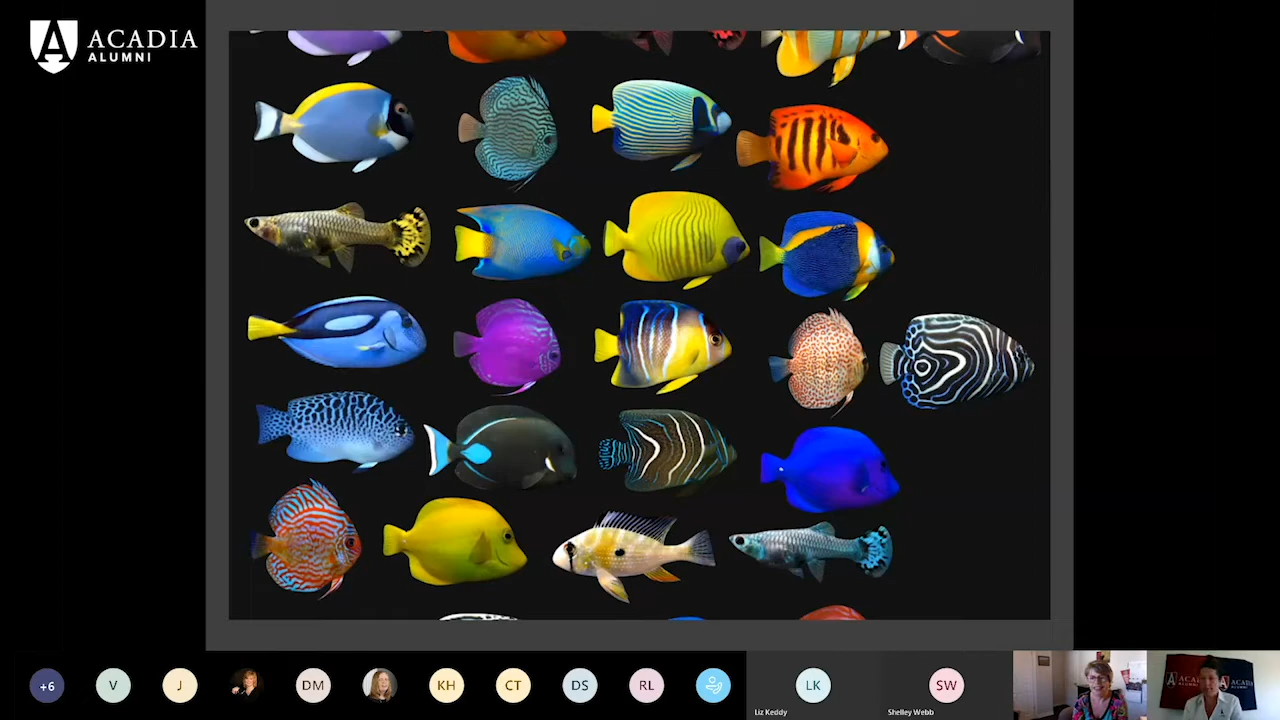 ACADIA
ALUMNI
+6
V
J
DM
KH
CT
DS
RL
LK
Liz Keddy
SW
Shelley Webb